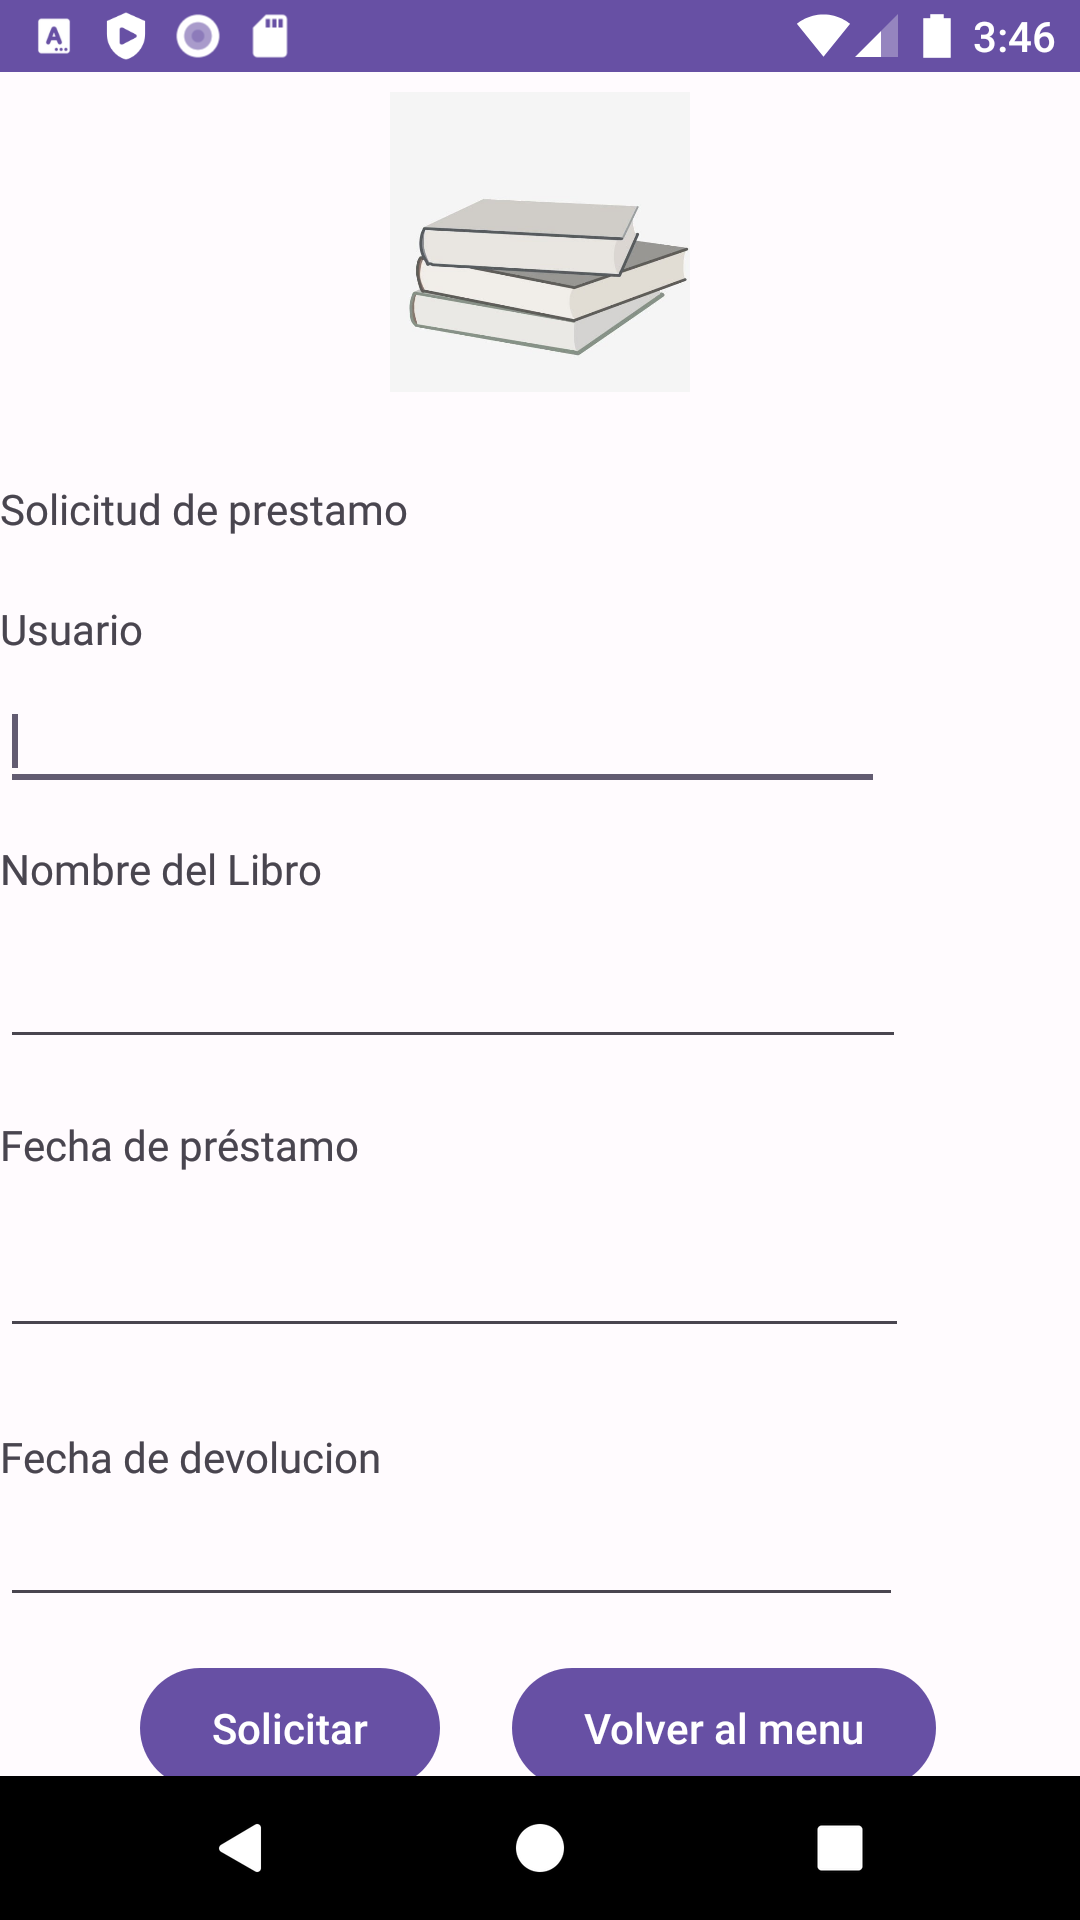 3:46
Solicitud de prestamo
Usuario
Nombre del Libro
Fecha de préstamo
Fecha de devolucion
Solicitar
Volver al menu